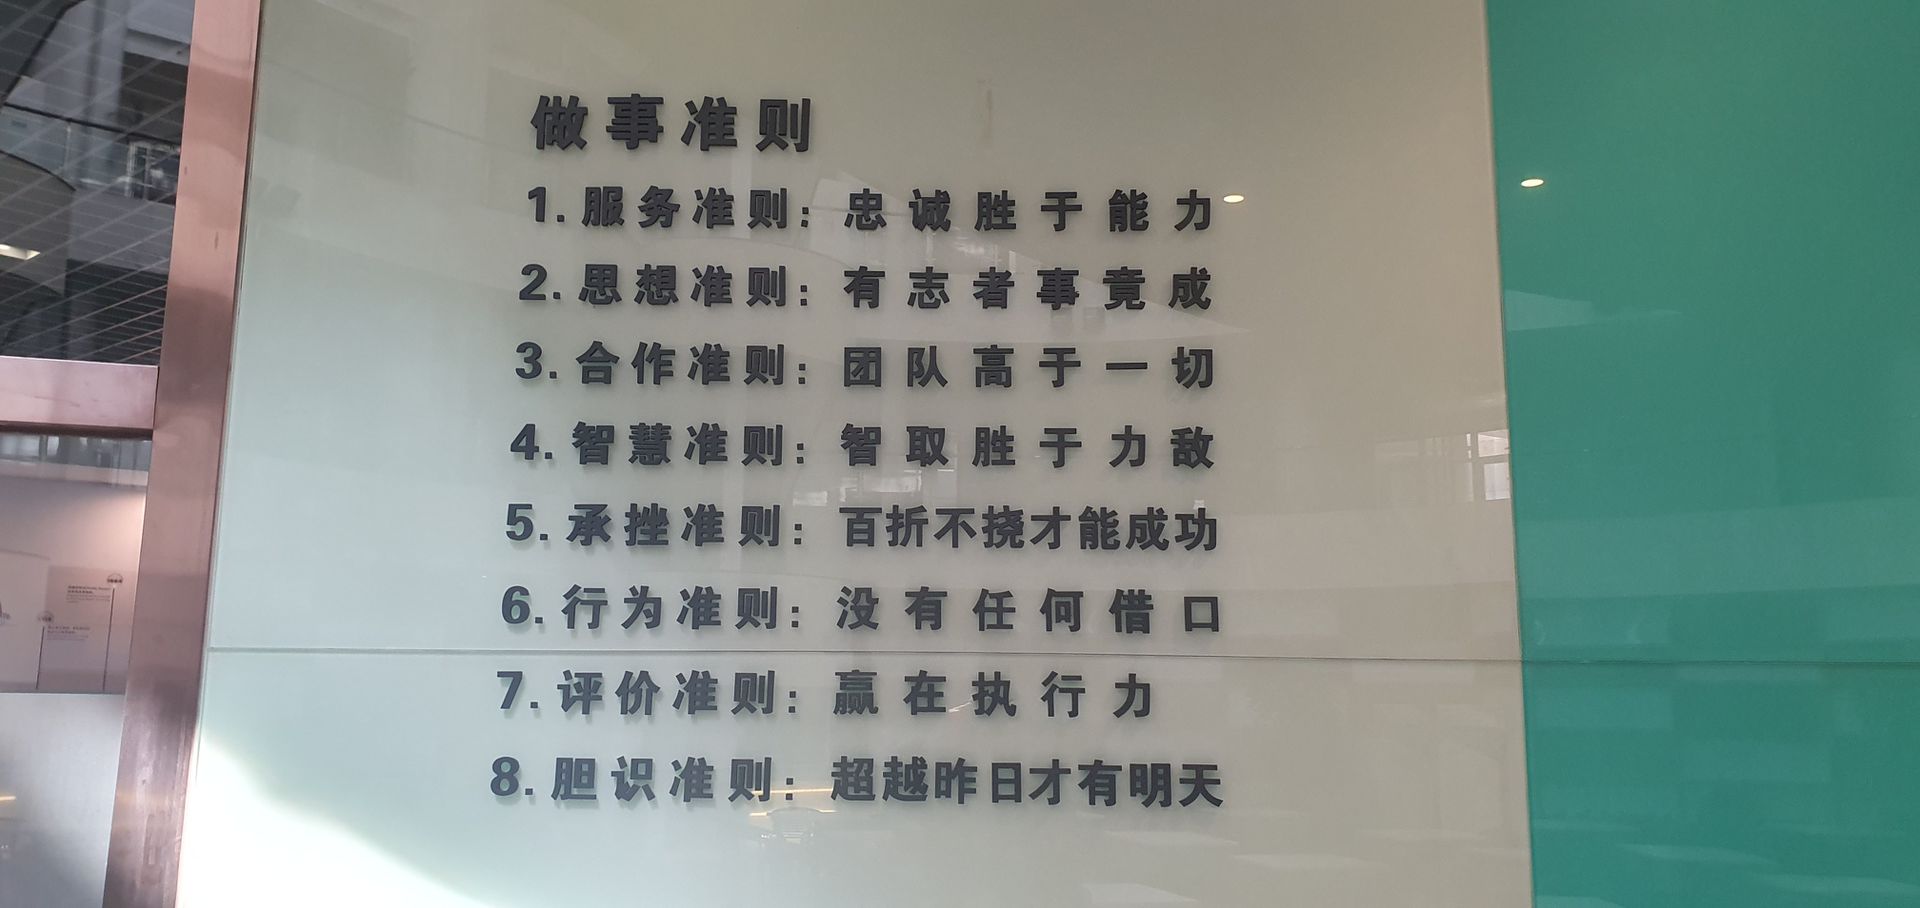 做事准则
1.服务准则：忠诚胜于能力
2.思想准则：有志者事竟成
3.合作准则：团队高于一切
4.智慧准则：智取胜于力敌
5.承挫准则：百折不挠才能成功
6.行为准则：没有任何借口
7.评价准则：赢在执行力
8.胆识准则：超越昨日才有明天